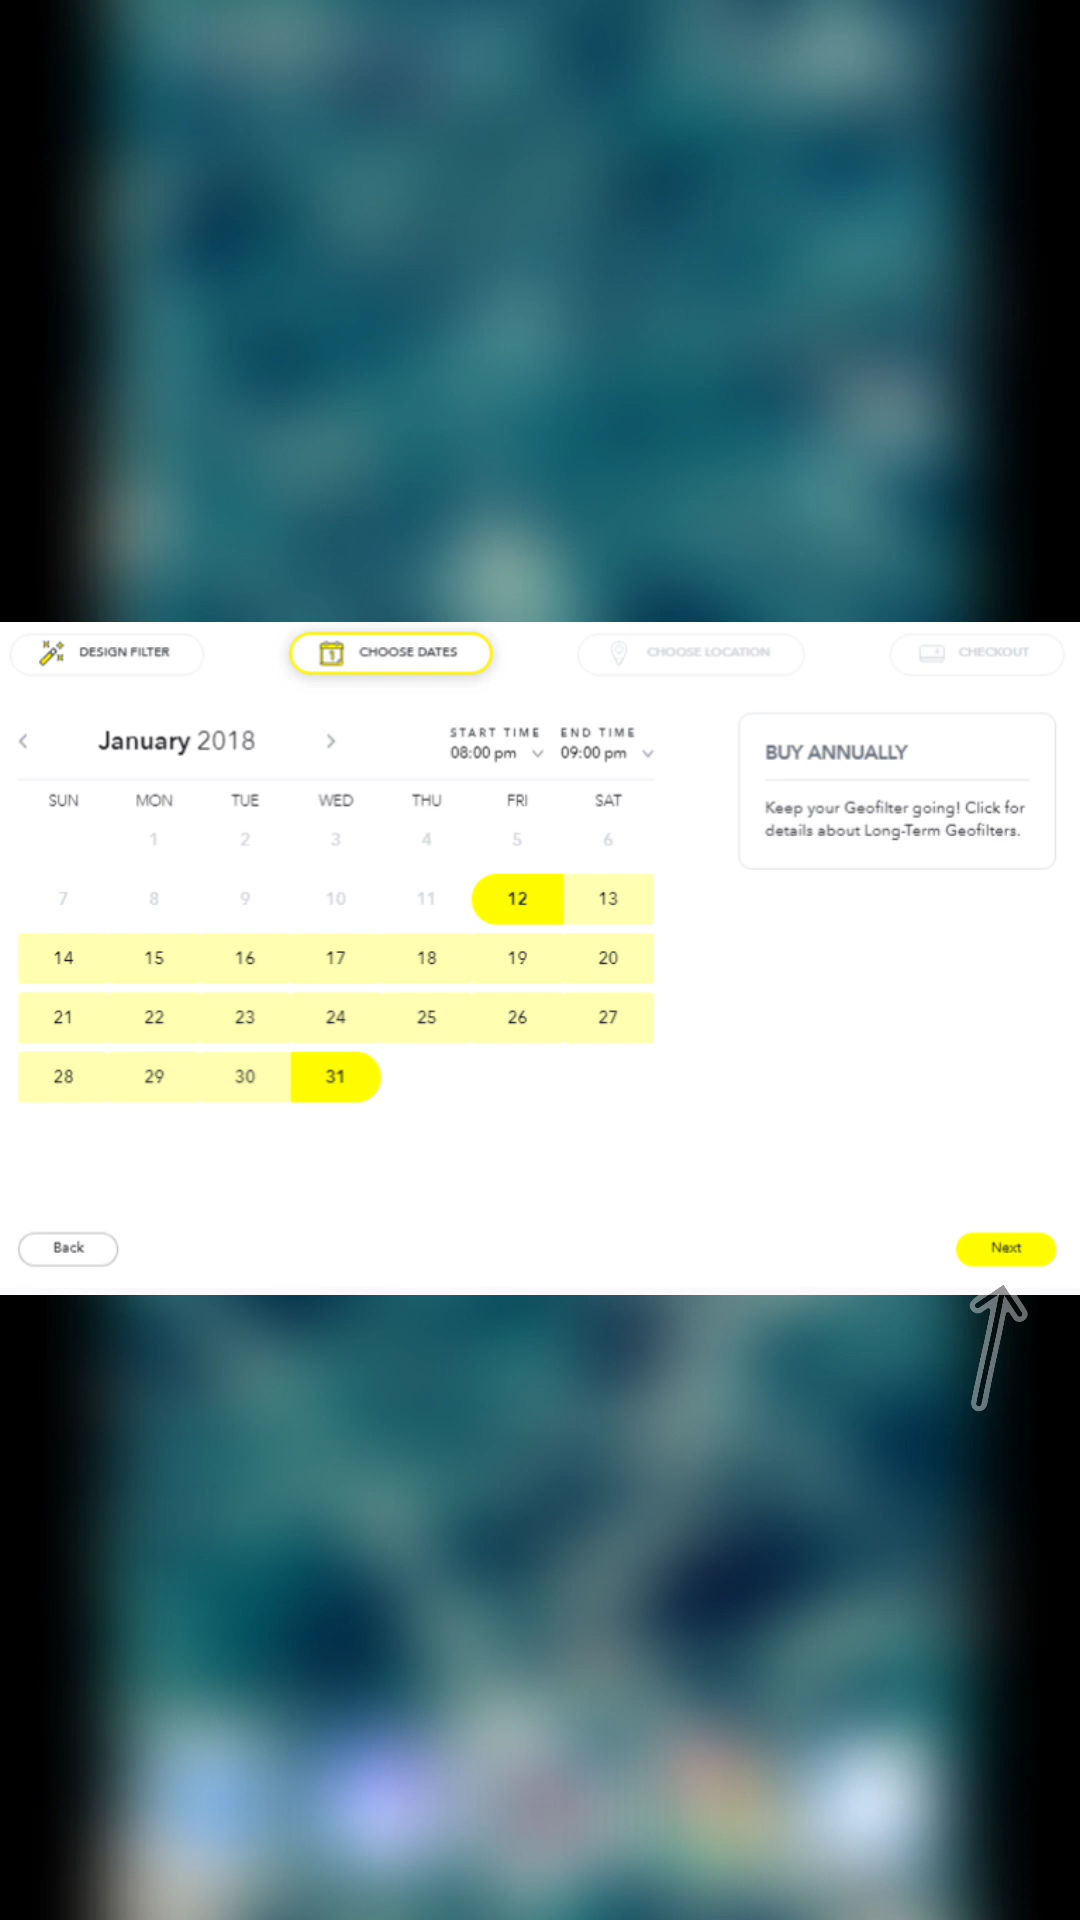 DESIGN FILTER
1 CHOOSE DATES
CHOOSE LOCATION
CHECKOUT
January 2018
START TIME END TIME
08:00 pm 09:00 pm
BUY ANNUALLY
Keep your Geofilter going! Click for
details about Long-Term Geofilters.
SUN MON TUE WED THU FRI SAT
1 2 3 4 5 6
7 8 9 10 11 12 13
14 15 16 17 18 19 20
21 22 23 24 25 26 27
28 29 30 31
Back
Next